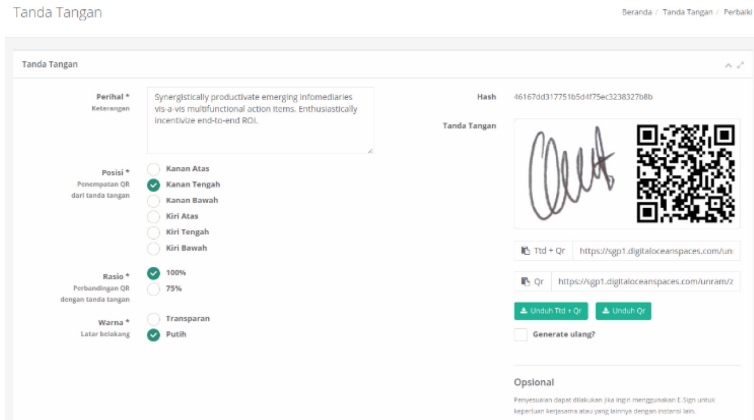 Tanda Tangan
Beranda / Tanda Tangan / Perbaiki
Tanda Tangan
Perihal *
Keterangan
Synergistically productivate emerging infomediaries
vis-a-vis multifunctional action items. Enthusiastically
incentivize end-to-end ROI.
Posisi *
Penempatan QR
dari tanda tangan
Kanan Atas
Kanan Tengah
Kanan Bawah
Kiri Atas
Kiri Tengah
Kiri Bawah
Rasio *
Perbandingan QR
dengan tanda tangan
100%
75%
Warna *
Latar belakang
Transparan
Putih
Hash
46167dd317751b5d4f75ec3238327b8b
Tanda Tangan
Ttd + Qr
https://sgp1.digitaloceanspaces.com/un
Qr
https://sgp1.digitaloceanspaces.com/unram/z
Unduh Ttd + Qr
Unduh Qr
Generate ulang?
Opsional
Penyesuaian dapat dilakukan jika ingin menggunakan E.Sign untuk
keperluan kerjasama atau yang lainnya dengan instansi lain.